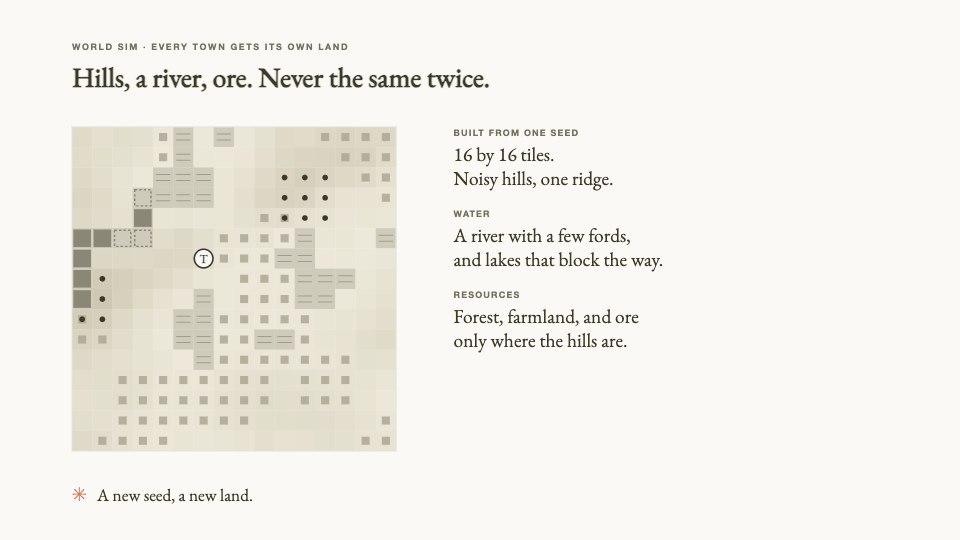 WORLD SIM · EVERY TOWN GETS ITS OWN LAND
Hills, a river, ore. Never the same twice.
T
BUILT FROM ONE SEED
16 by 16 tiles.
Noisy hills, one ridge.
WATER
A river with a few fords,
and lakes that block the way.
RESOURCES
Forest, farmland, and ore
only where the hills are.
A new seed, a new land.